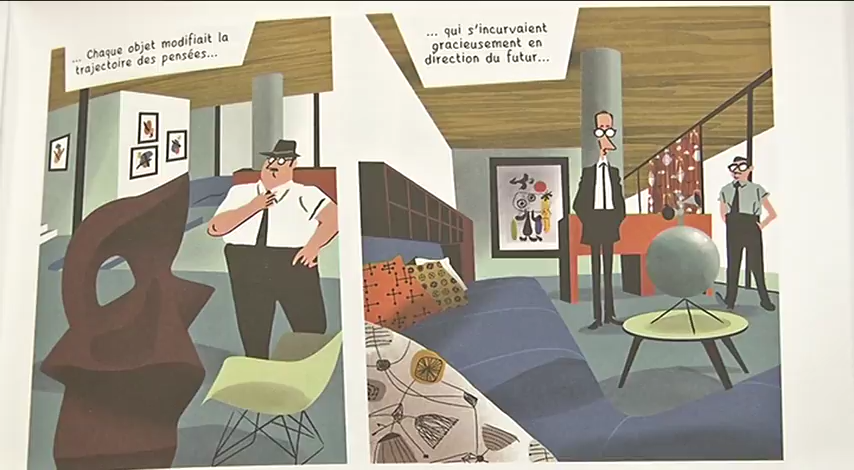 ... Chaque objet modifiait la
trajectoire des pensées...
... qui s'incurvaient
gracieusement en
direction du futur...